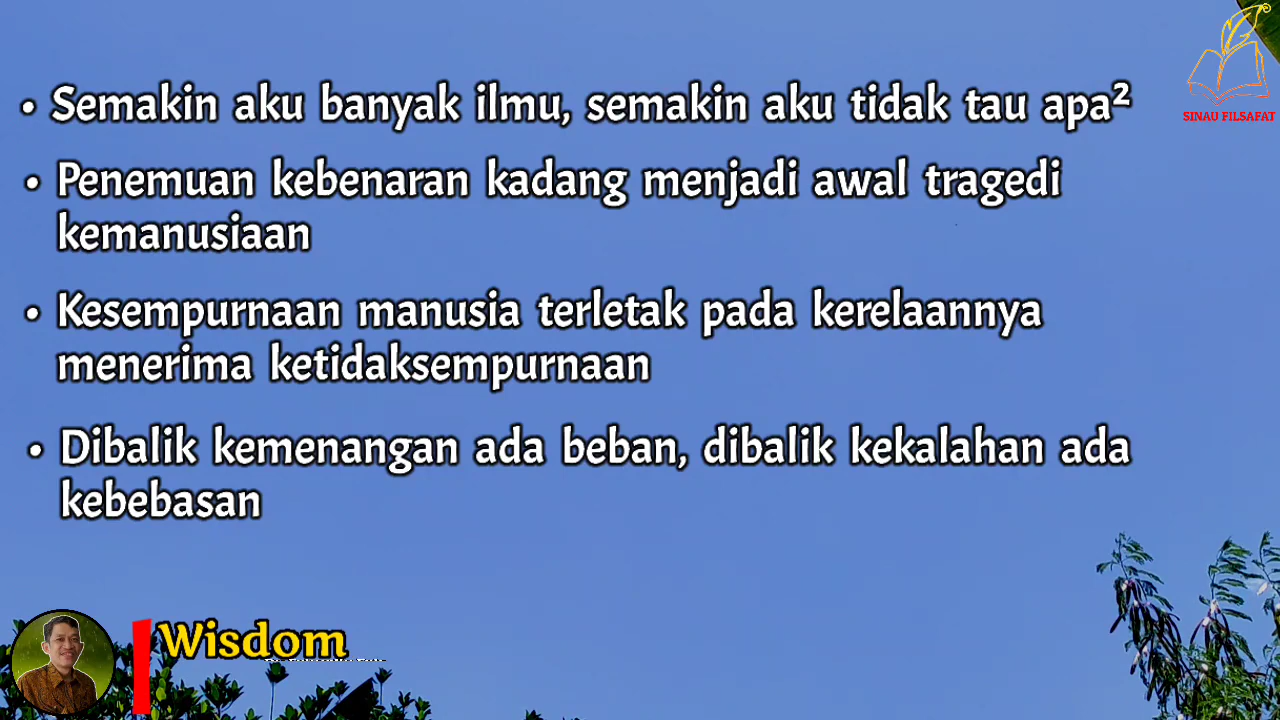 SINAU FILSAFAT
• Semakin aku banyak ilmu, semakin aku tidak tau apa²
• Penemuan kebenaran kadang menjadi awal tragedi
kemanusiaan
• Kesempurnaan manusia terletak pada kerelaannya
menerima ketidaksempurnaan
• Dibalik kemenangan ada beban, dibalik kekalahan ada
kebebasan
Wisdom